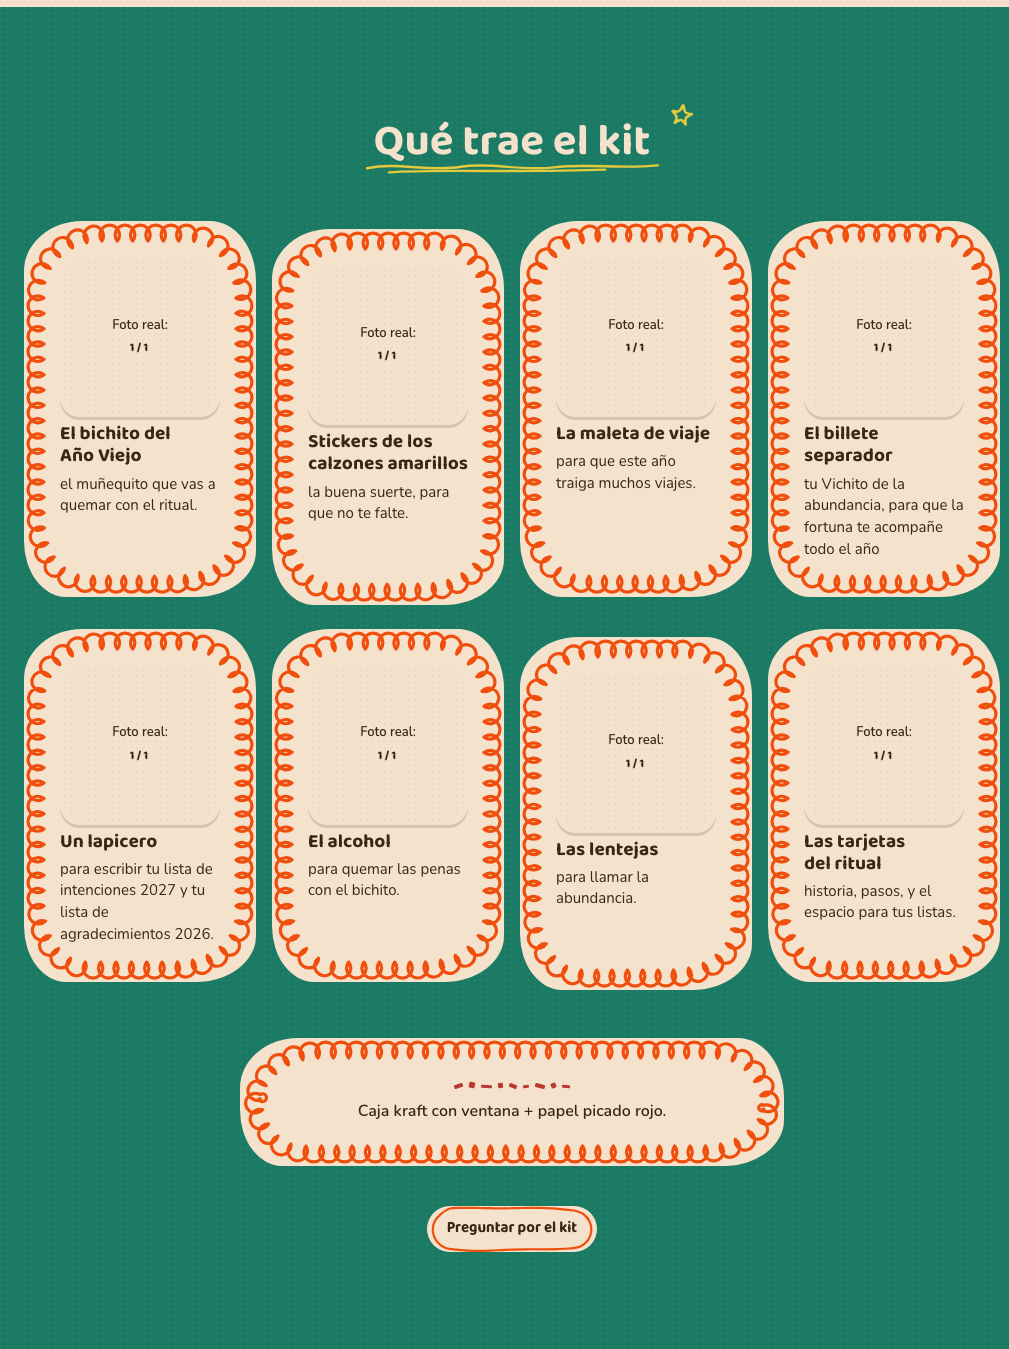 Qué trae el kit
Foto real:
1/1
El bichito del
Año Viejo
el muñequito que vas a
quemar con el ritual.
Foto real:
1/1
Stickers de los
calzones amarillos
la buena suerte, para
que no te falte.
Foto real:
1/1
La maleta de viaje
para que este año
traiga muchos viajes.
Foto real:
1/1
El billete
separador
tu Vichito de la
abundancia, para que la
fortuna te acompañe
todo el año
Foto real:
1/1
Un lapicero
para escribir tu lista de
intenciones 2027 y tu
lista de
agradecimientos 2026.
Foto real:
1/1
El alcohol
para quemar las penas
con el bichito.
Foto real:
1/1
Las lentejas
para llamar la
abundancia.
Foto real:
1/1
Las tarjetas
del ritual
historia, pasos, y el
espacio para tus listas.
Caja kraft con ventana + papel picado rojo.
Preguntar por el kit